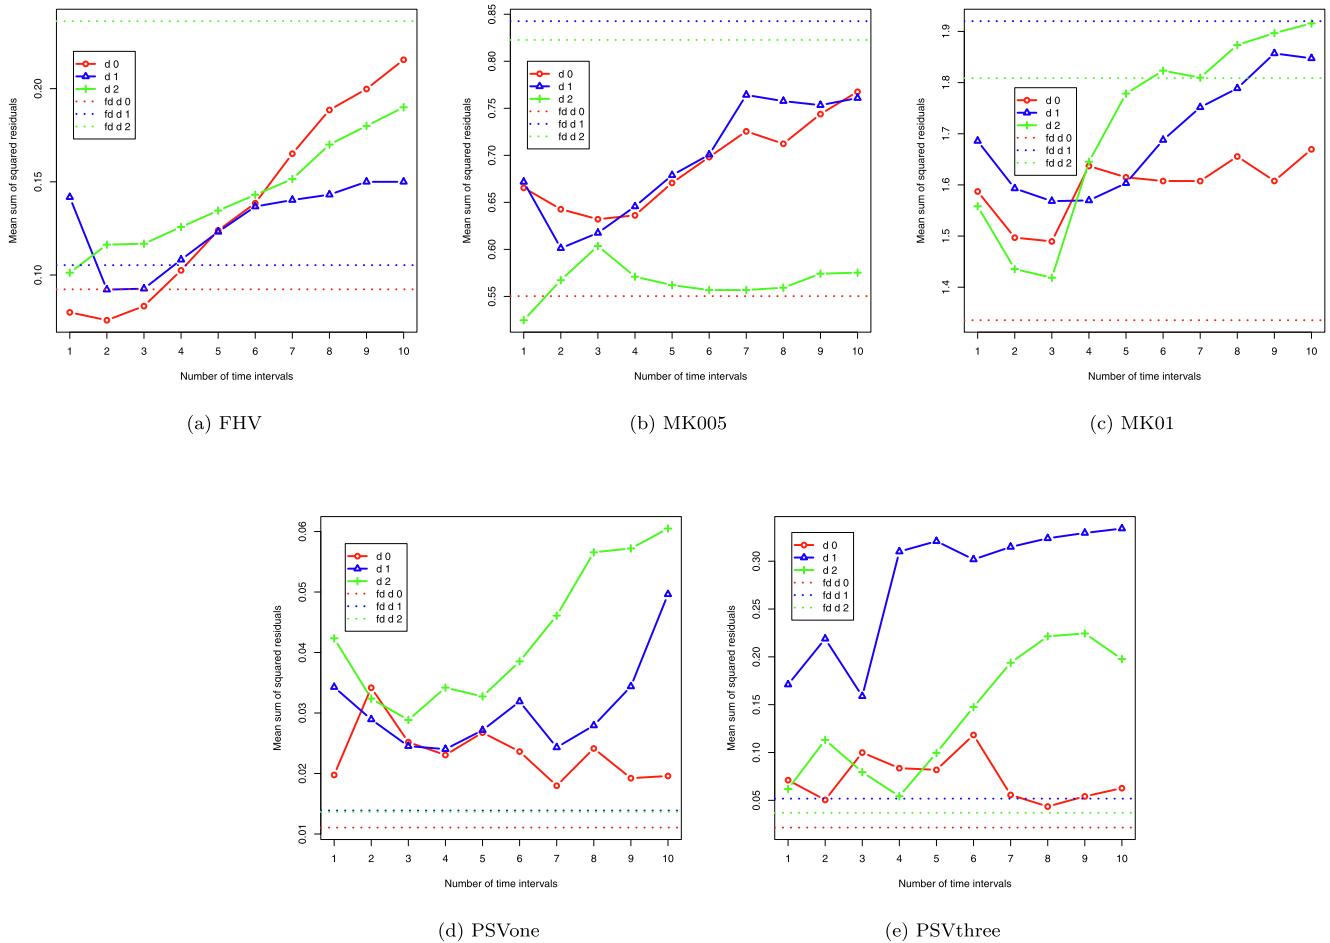 Mean sum of squared residuals
0.10 0.15 0.20
d 0
d 1
d 2
fd d 0
fd d 1
fd d 2
1 2 3 4 5 6 7 8 9 10
Number of time intervals
(a) FHV
Mean sum of squared residuals
0.55 0.60 0.65 0.70 0.75 0.80 0.85
d 0
d 1
d 2
fd d 0
fd d 1
fd d 2
1 2 3 4 5 6 7 8 9 10
Number of time intervals
(b) MK005
Mean sum of squared residuals
1.4 1.5 1.6 1.7 1.8 1.9
d 0
d 1
d 2
fd d 0
fd d 1
fd d 2
1 2 3 4 5 6 7 8 9 10
Number of time intervals
(c) MK01
Mean sum of squared residuals
0.01 0.02 0.03 0.04 0.05 0.06
d 0
d 1
d 2
fd d 0
fd d 1
fd d 2
1 2 3 4 5 6 7 8 9 10
Number of time intervals
(d) PSVone
Mean sum of squared residuals
0.05 0.10 0.15 0.20 0.25 0.30
d 0
d 1
d 2
fd d 0
fd d 1
fd d 2
1 2 3 4 5 6 7 8 9 10
Number of time intervals
(e) PSVthree